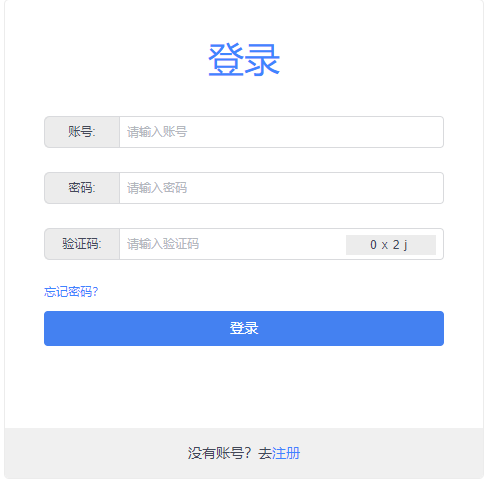 登录
账号: 请输入账号
密码: 请输入密码
验证码: 请输入验证码 0 x 2 j
忘记密码?
登录
没有账号? 去注册